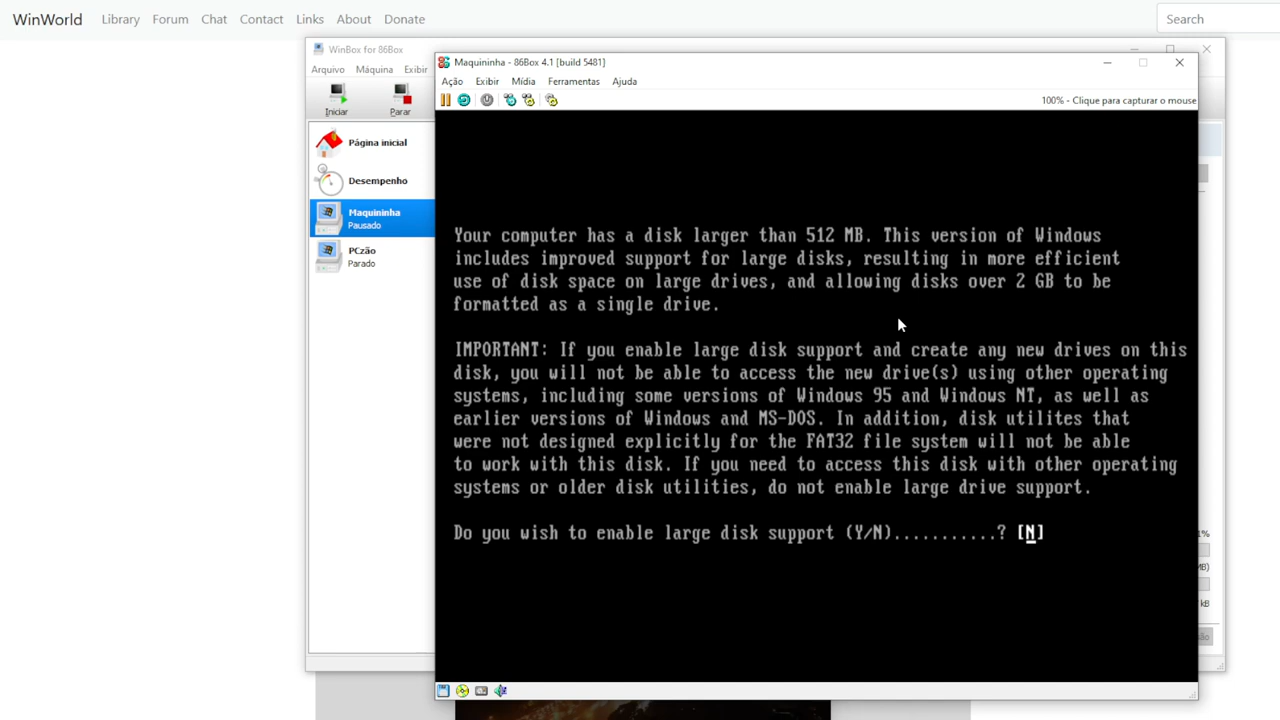 WinWorld Library Forum Chat Contact Links About Donate Search
WinBox for 86Box
Arquivo Máquina Exibir
Iniciar Parar
Página inicial
Desempenho
Maquininha
Pausado
PCzão
Parado
Maquininha - 86Box 4.1 [build 5481]
Ação Exibir Mídia Ferramentas Ajuda
100% - Clique para capturar o mouse
Your computer has a disk larger than 512 MB. This version of Windows
includes improved support for large disks, resulting in more efficient
use of disk space on large drives, and allowing disks over 2 GB to be
formatted as a single drive.
IMPORTANT: If you enable large disk support and create any new drives on this
disk, you will not be able to access the new drive(s) using other operating
systems, including some versions of Windows 95 and Windows NT, as well as
earlier versions of Windows and MS-DOS. In addition, disk utilites that
were not designed explicitly for the FAT32 file system will not be able
to work with this disk. If you need to access this disk with other operating
systems or older disk utilities, do not enable large drive support.
Do you wish to enable large disk support (Y/N)...........? [N]
1%
MB)
kB